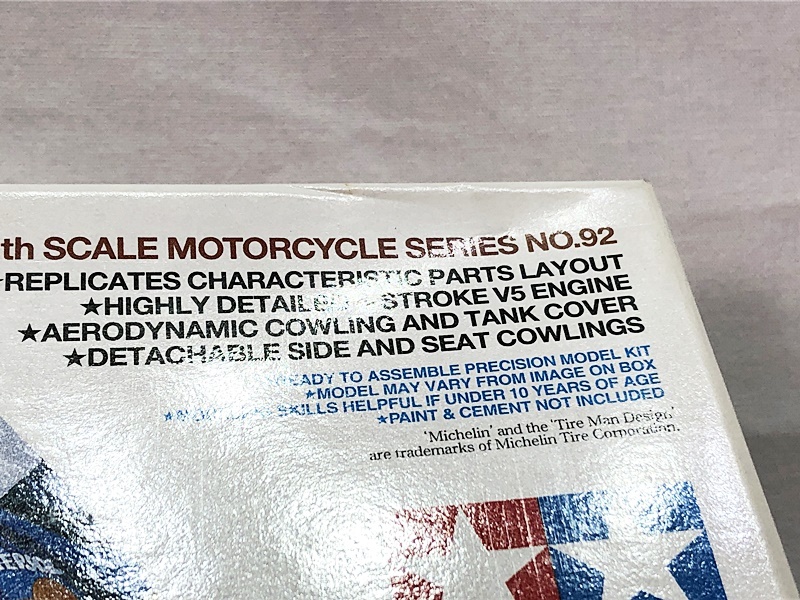 th SCALE MOTORCYCLE SERIES NO.92
★REPLICATES CHARACTERISTIC PARTS LAYOUT
★HIGHLY DETAILED STROKE V5 ENGINE
★AERODYNAMIC COWLING AND TANK COVER
★DETACHABLE SIDE AND SEAT COWLINGS
READY TO ASSEMBLE PRECISION MODEL KIT
★MODEL MAY VARY FROM IMAGE ON BOX
SKILLS HELPFUL IF UNDER 10 YEARS OF AGE
★PAINT & CEMENT NOT INCLUDED
'Michelin' and the 'Tire Man Design'
are trademarks of Michelin Tire Corporation.